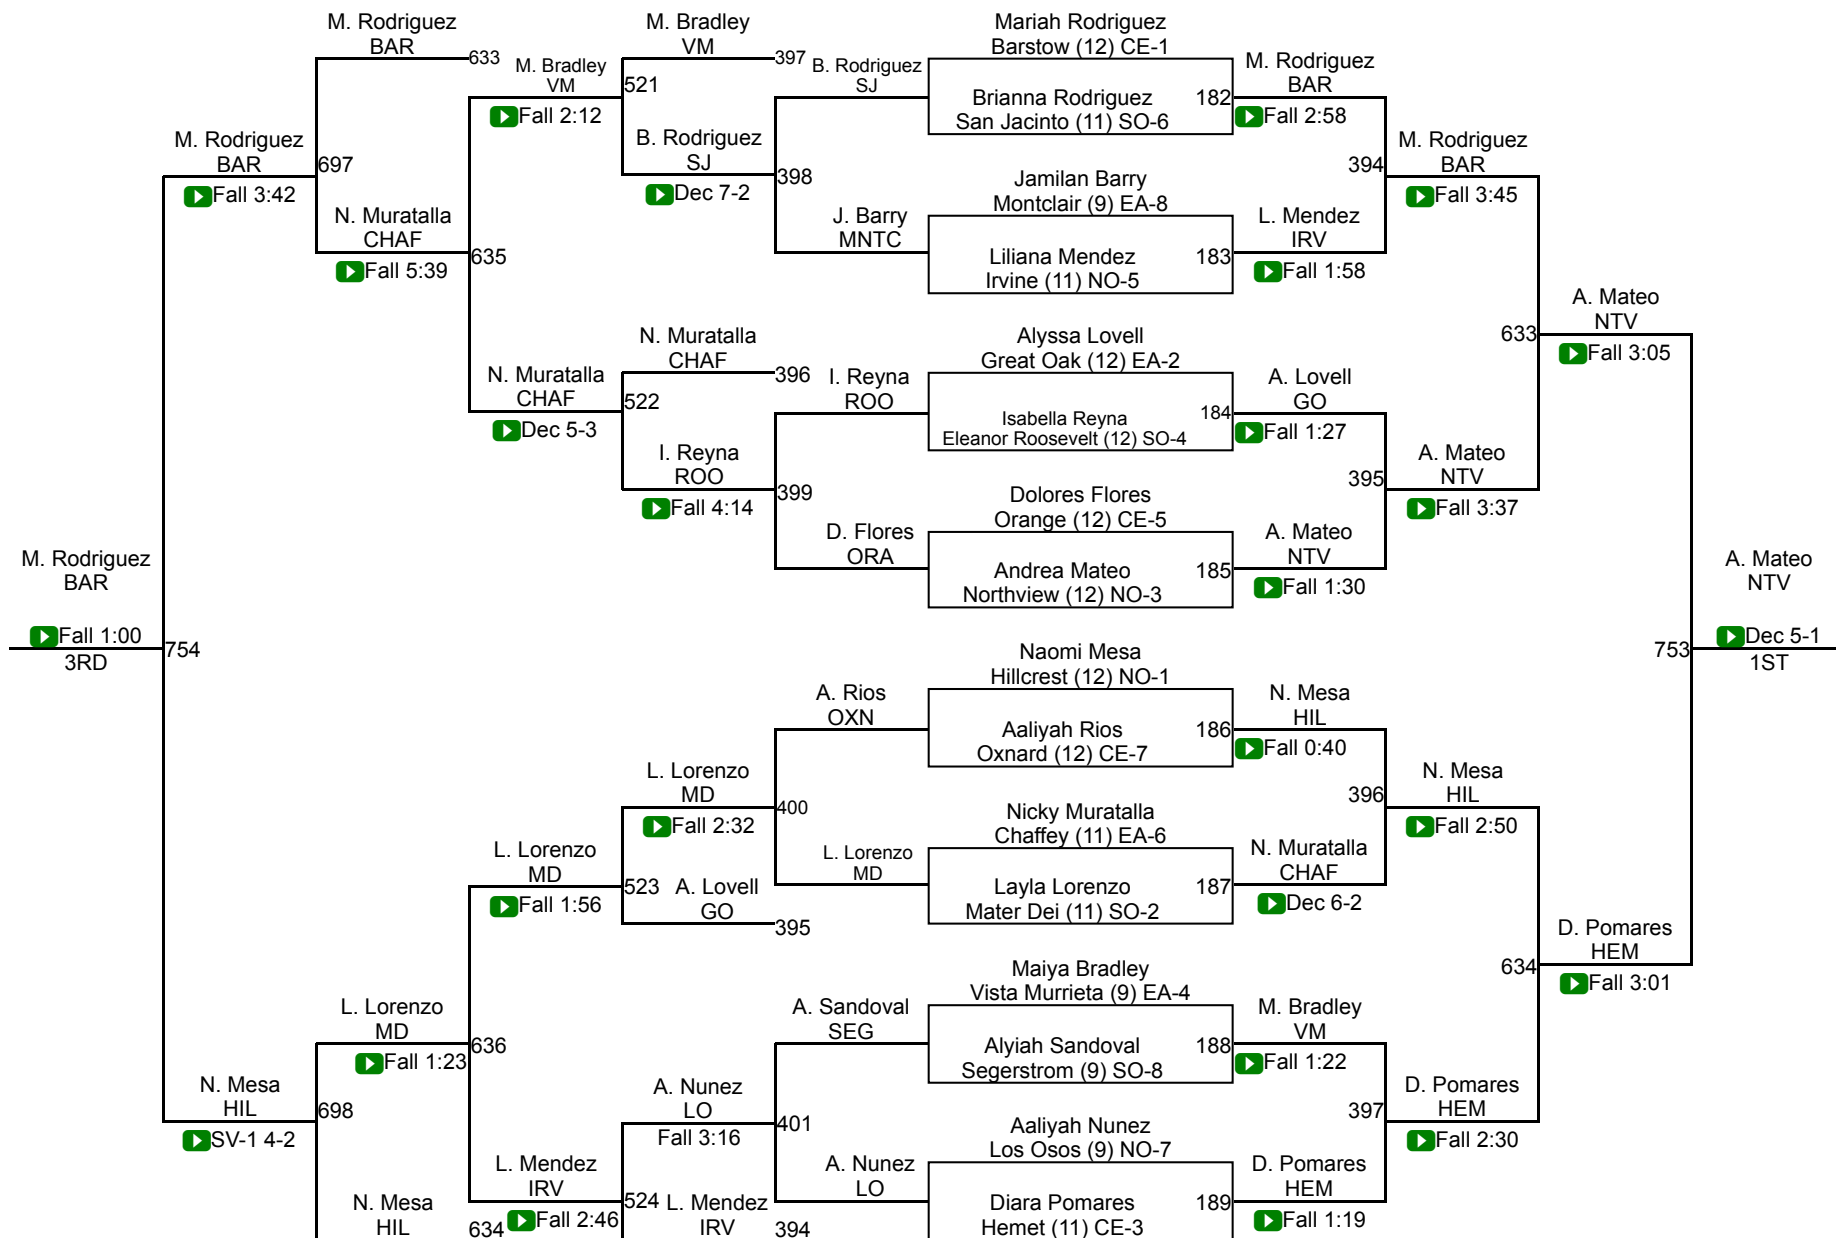 M. Rodriguez
BAR
633
M. Bradley
VM
Fall 2:12
521
M. Bradley
VM
397
B. Rodriguez
SJ
Mariah Rodriguez
Barstow (12) CE-1
Brianna Rodriguez
San Jacinto (11) SO-6
182
M. Rodriguez
BAR
Fall 2:58
M. Rodriguez
BAR
Fall 3:42
697
B. Rodriguez
SJ
Dec 7-2
398
Jamilan Barry
Montclair (9) EA-8
394
M. Rodriguez
BAR
Fall 3:45
N. Muratalla
CHAF
Fall 5:39
635
J. Barry
MNTC
Liliana Mendez
Irvine (11) NO-5
183
L. Mendez
IRV
Fall 1:58
A. Mateo
NTV
Fall 3:05
633
N. Muratalla
CHAF
Dec 5-3
522
N. Muratalla
CHAF
396
I. Reyna
ROO
Alyssa Lovell
Great Oak (12) EA-2
Isabella Reyna
Eleanor Roosevelt (12) SO-4
184
A. Lovell
GO
Fall 1:27
I. Reyna
ROO
Fall 4:14
399
Dolores Flores
Orange (12) CE-5
395
A. Mateo
NTV
Fall 3:37
D. Flores
ORA
Andrea Mateo
Northview (12) NO-3
185
A. Mateo
NTV
Fall 1:30
M. Rodriguez
BAR
Fall 1:00
3RD
754
753
A. Mateo
NTV
Dec 5-1
1ST
A. Rios
OXN
Naomi Mesa
Hillcrest (12) NO-1
Aaliyah Rios
Oxnard (12) CE-7
186
N. Mesa
HIL
Fall 0:40
L. Lorenzo
MD
Fall 2:32
400
Nicky Muratalla
Chaffey (11) EA-6
396
N. Mesa
HIL
Fall 2:50
L. Lorenzo
MD
Fall 1:56
523
A. Lovell
GO
395
L. Lorenzo
MD
Layla Lorenzo
Mater Dei (11) SO-2
187
N. Muratalla
CHAF
Dec 6-2
634
D. Pomares
HEM
Fall 3:01
L. Lorenzo
MD
Fall 1:23
636
A. Sandoval
SEG
Maiya Bradley
Vista Murrieta (9) EA-4
Alyiah Sandoval
Segerstrom (9) SO-8
188
M. Bradley
VM
Fall 1:22
N. Mesa
HIL
SV-1 4-2
698
A. Nunez
LO
Fall 3:16
401
Aaliyah Nunez
Los Osos (9) NO-7
397
D. Pomares
HEM
Fall 2:30
N. Mesa
HIL
634
L. Mendez
IRV
Fall 2:46
524
L. Mendez
IRV
394
A. Nunez
LO
Diara Pomares
Hemet (11) CE-3
189
D. Pomares
HEM
Fall 1:19